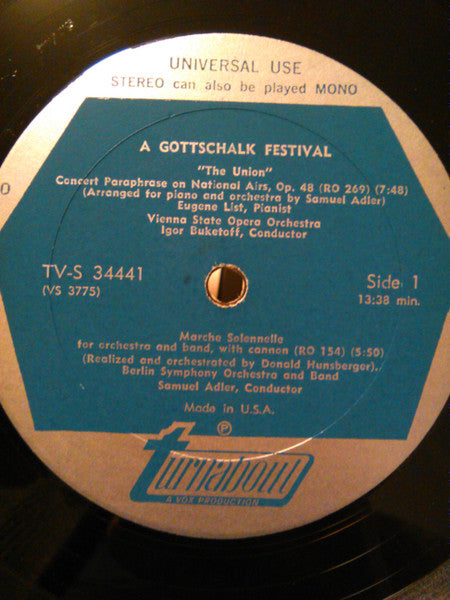 UNIVERSAL USE
STEREO can also be played MONO
A GOTTSCHALK FESTIVAL
"The Union"
Concert Paraphrase on National Airs, Op. 48 (RO 269) (7:48)
(Arranged for piano and orchestra by Samuel Adler)
Eugene List, Pianist
Vienna State Opera Orchestra
Igor Buketoff, Conductor
TV-S 34441
(VS 3775)
Side 1
13:38 min.
Marche Solennelle
for orchestra and band, with cannon (RO 154) (5:50)
(Realized and orchestrated by Donald Hunsberger)
Berlin Symphony Orchestra and Band
Samuel Adler, Conductor
Made in U.S.A.
℗
turnabout
A VOX PRODUCTION